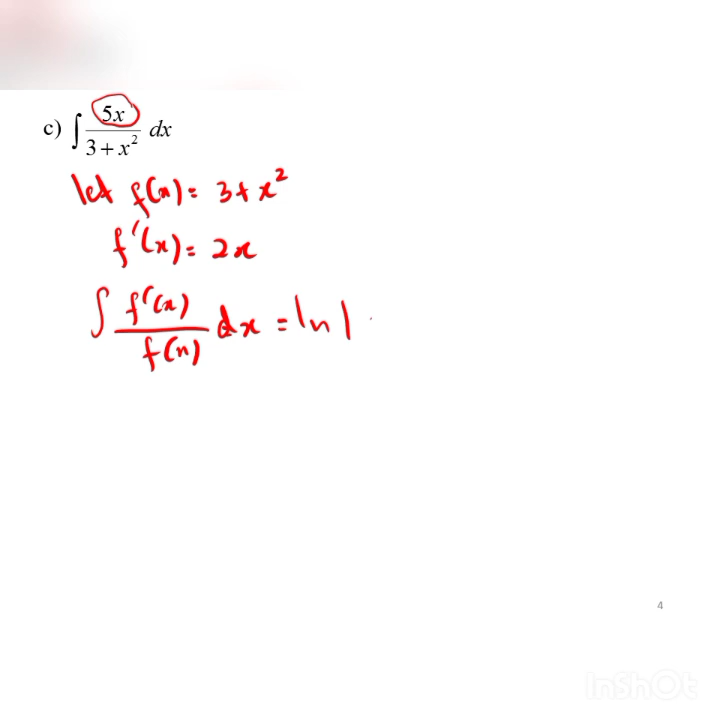 c) ∫ 5x / (3 + x²) dx
let f(x) = 3 + x²
f'(x) = 2x
∫ f'(x) / f(x) dx = ln |
4
InShOt